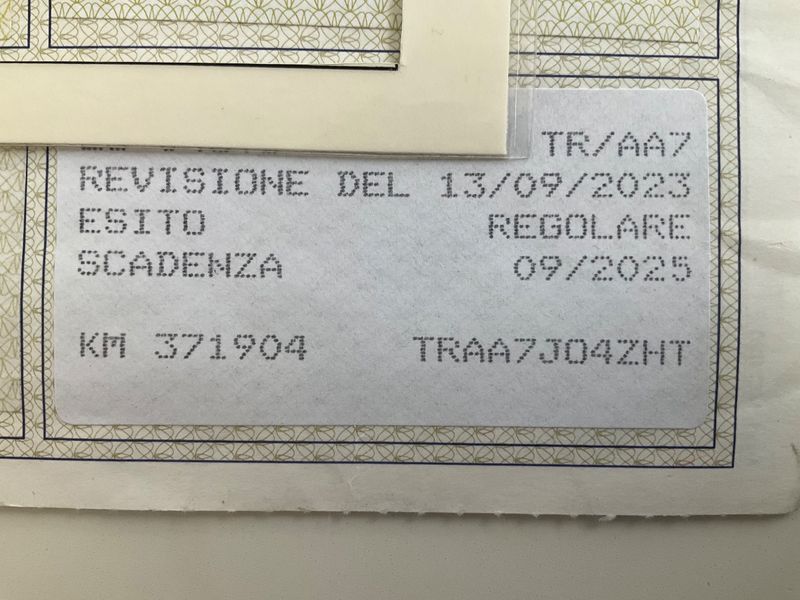 TR/AA7
REVISIONE DEL 13/09/2023
ESITO REGOLARE
SCADENZA 09/2025
KM 371904 TRAA7J04ZHT